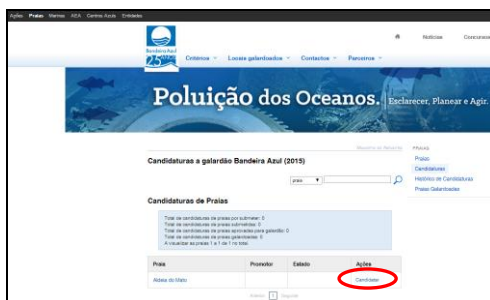 Ações Praias Marinas AEA Centros Azuis Entidades
Bandeira Azul
25
Notícias Concursos
Critérios Locais galardoados Contactos Parceiros
Poluição dos Oceanos. Esclarecer, Planear e Agir.
PRAIAS
Candidaturas a galardão Bandeira Azul (2015)
Praias
Candidaturas
praia
Histórico de Candidaturas
Praias Galardoadas
Candidaturas de Praias
Total de candidaturas de praias por submeter: 0
Total de candidaturas de praias submetidas: 0
Total de candidaturas de praias aprovadas para galardão: 0
Total de candidaturas de praias galardoadas: 0
A visualizar as praias 1 a 1 de 1 no total.
Praia Promotor Estado Ações
Aldeia do Mato Candidatar
Anterior 1 Seguinte